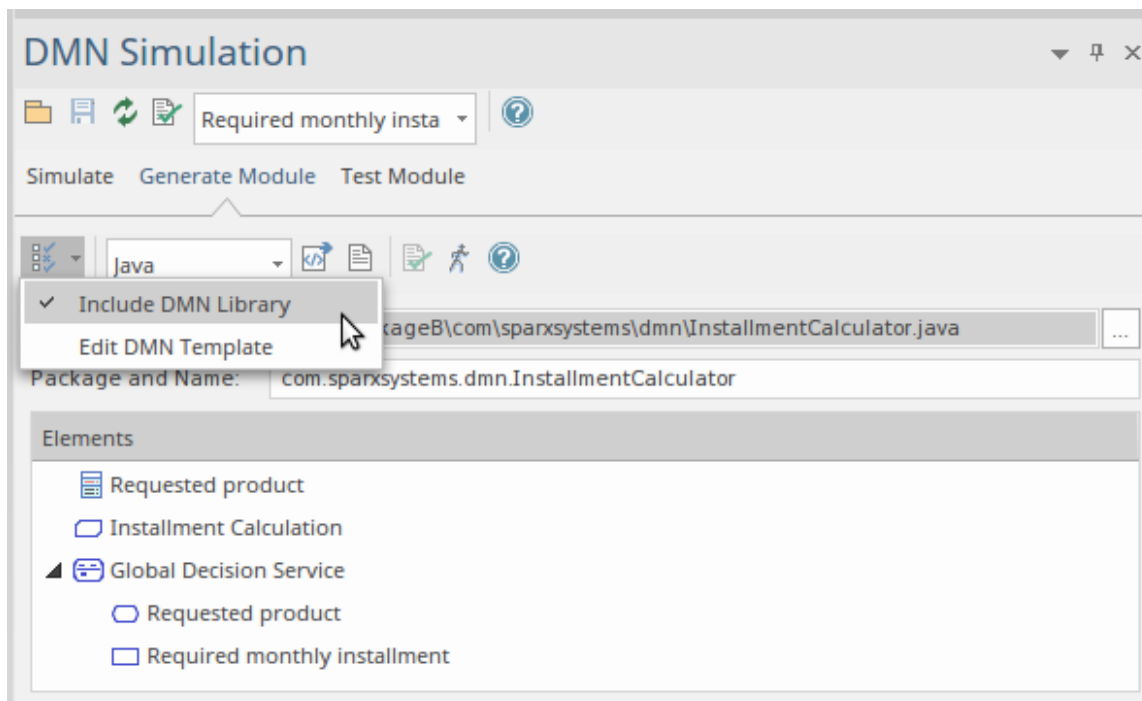 DMN Simulation
Required monthly insta
Simulate Generate Module Test Module
Java
Include DMN Library
ageB\com\sparxsystems\dmn\InstallmentCalculator.java
...
Edit DMN Template
Package and Name: com.sparxsystems.dmn.InstallmentCalculator
Elements
Requested product
Installment Calculation
Global Decision Service
Requested product
Required monthly installment